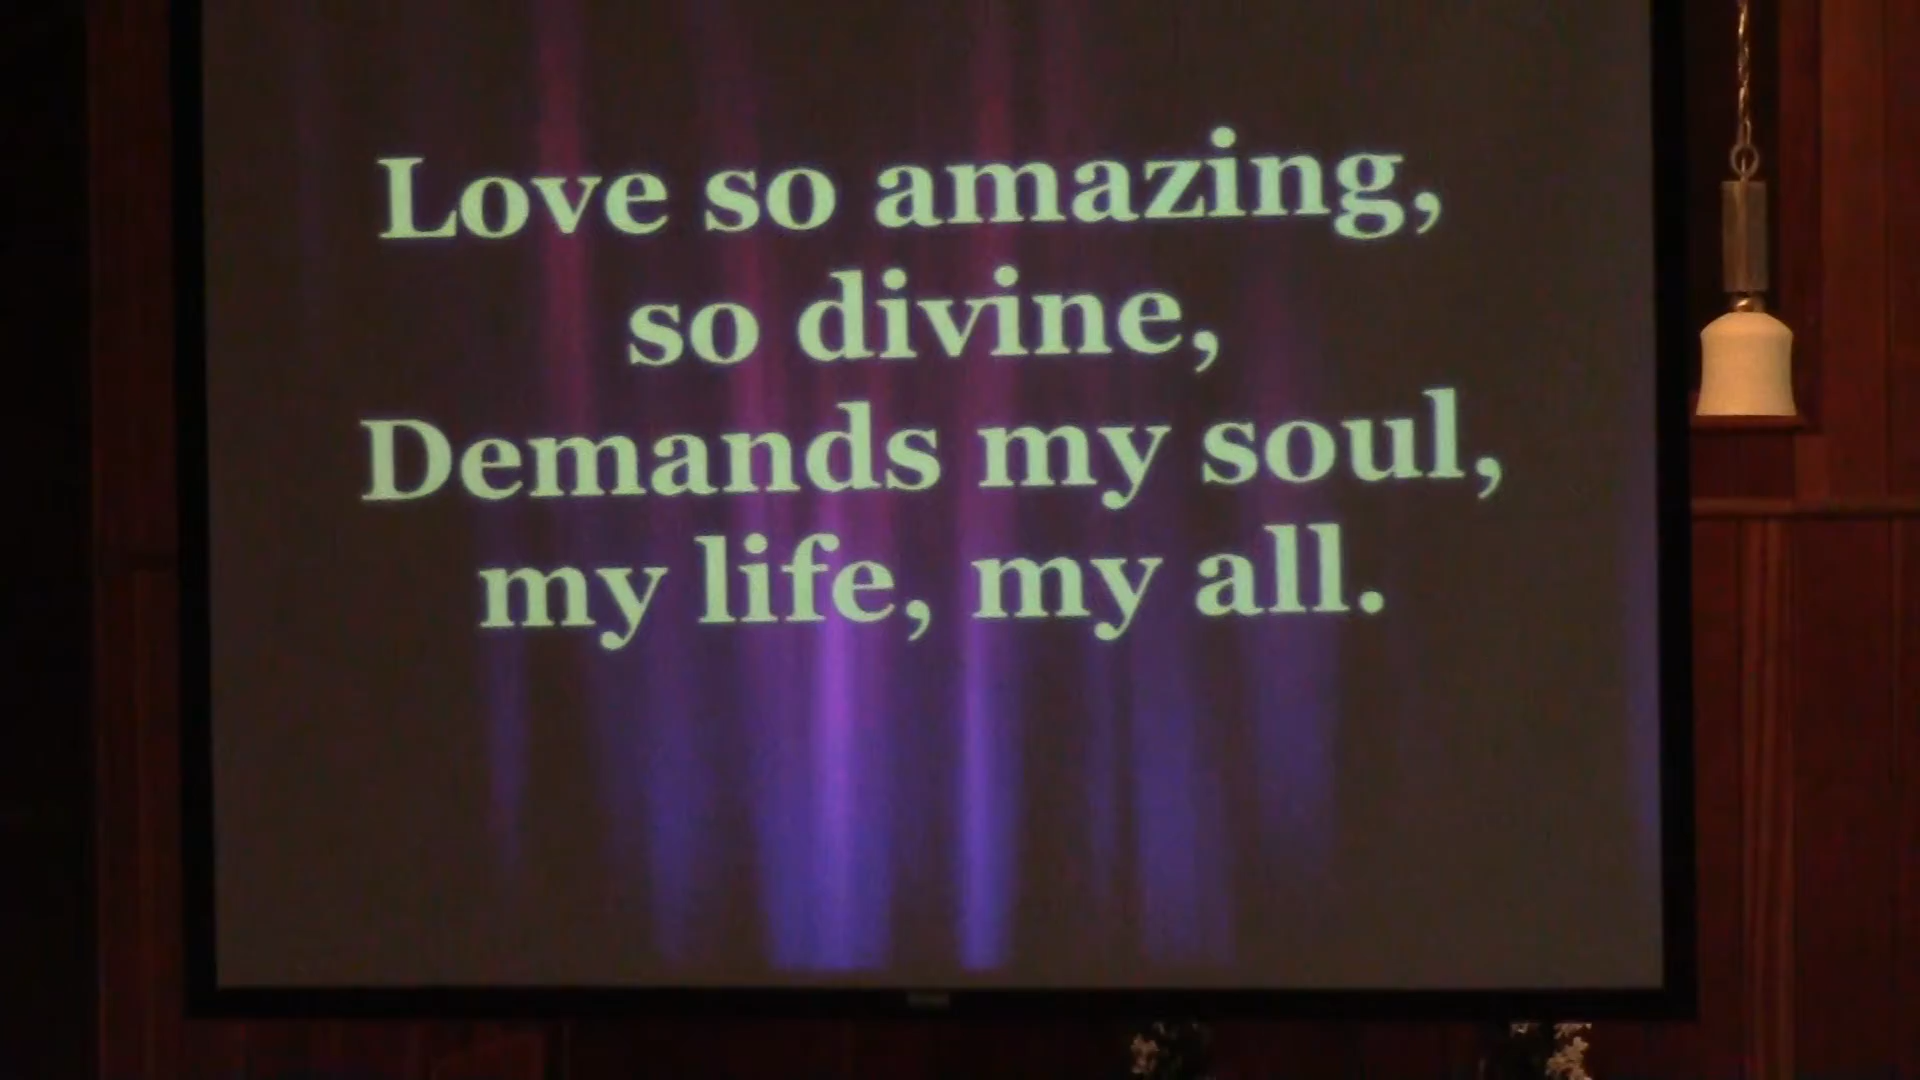 Love so amazing,
so divine,
Demands my soul,
my life, my all.